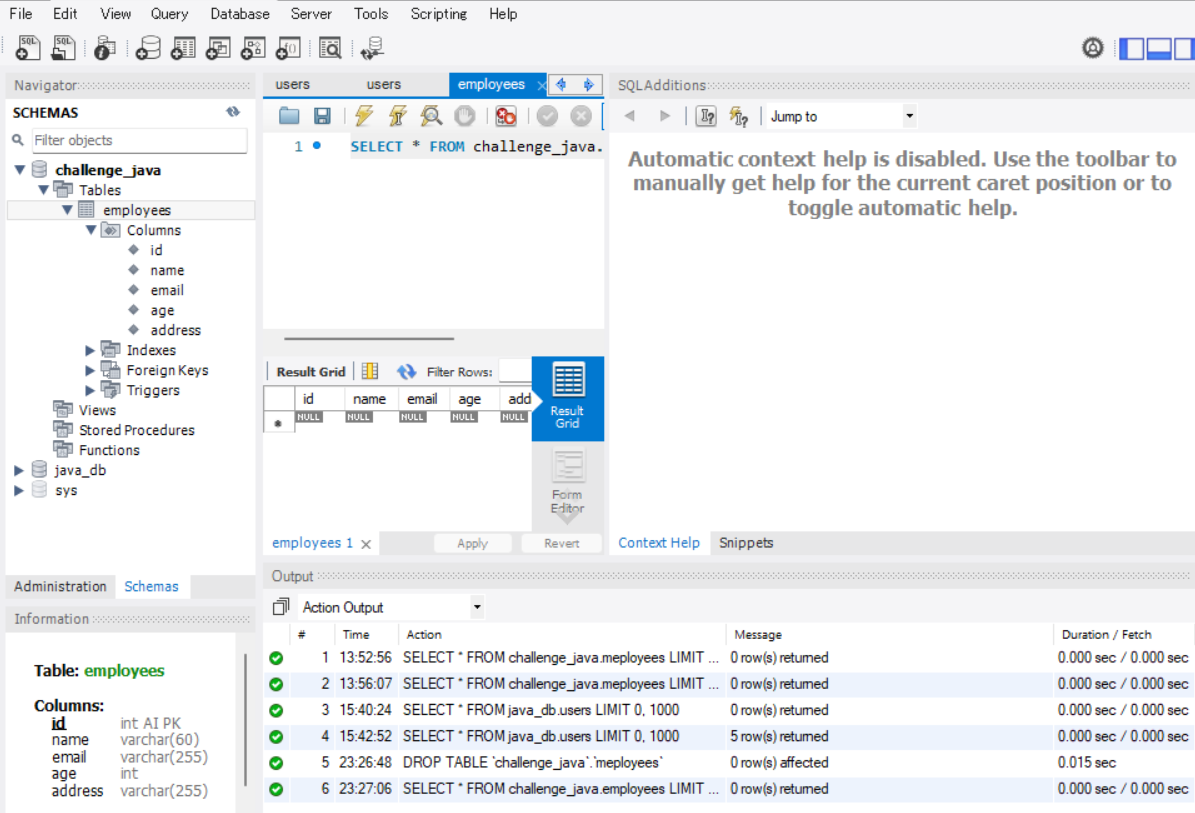 File Edit View Query Database Server Tools Scripting Help
SQL SQL
Navigator
SCHEMAS
Filter objects
challenge_java
Tables
employees
Columns
id
name
email
age
address
Indexes
Foreign Keys
Triggers
Views
Stored Procedures
Functions
java_db
sys
Administration Schemas
Information
Table: employees
Columns:
id int AI PK
name varchar(60)
email varchar(255)
age int
address varchar(255)
users users employees
1 SELECT * FROM challenge_java.
Result Grid Filter Rows:
id name email age add
NULL NULL NULL NULL NULL
Result
Grid
Form
Editor
employees 1 Apply Revert
SQLAdditions
Jump to
Automatic context help is disabled. Use the toolbar to
manually get help for the current caret position or to
toggle automatic help.
Context Help Snippets
Output
Action Output
# Time Action Message Duration / Fetch
1 13:52:56 SELECT * FROM challenge_java.meployees LIMIT ... 0 row(s) returned 0.000 sec / 0.000 sec
2 13:56:07 SELECT * FROM challenge_java.meployees LIMIT ... 0 row(s) returned 0.000 sec / 0.000 sec
3 15:40:24 SELECT * FROM java_db.users LIMIT 0, 1000 0 row(s) returned 0.000 sec / 0.000 sec
4 15:42:52 SELECT * FROM java_db.users LIMIT 0, 1000 5 row(s) returned 0.000 sec / 0.000 sec
5 23:26:48 DROP TABLE `challenge_java`.`meployees` 0 row(s) affected 0.015 sec
6 23:27:06 SELECT * FROM challenge_java.employees LIMIT ... 0 row(s) returned 0.000 sec / 0.000 sec